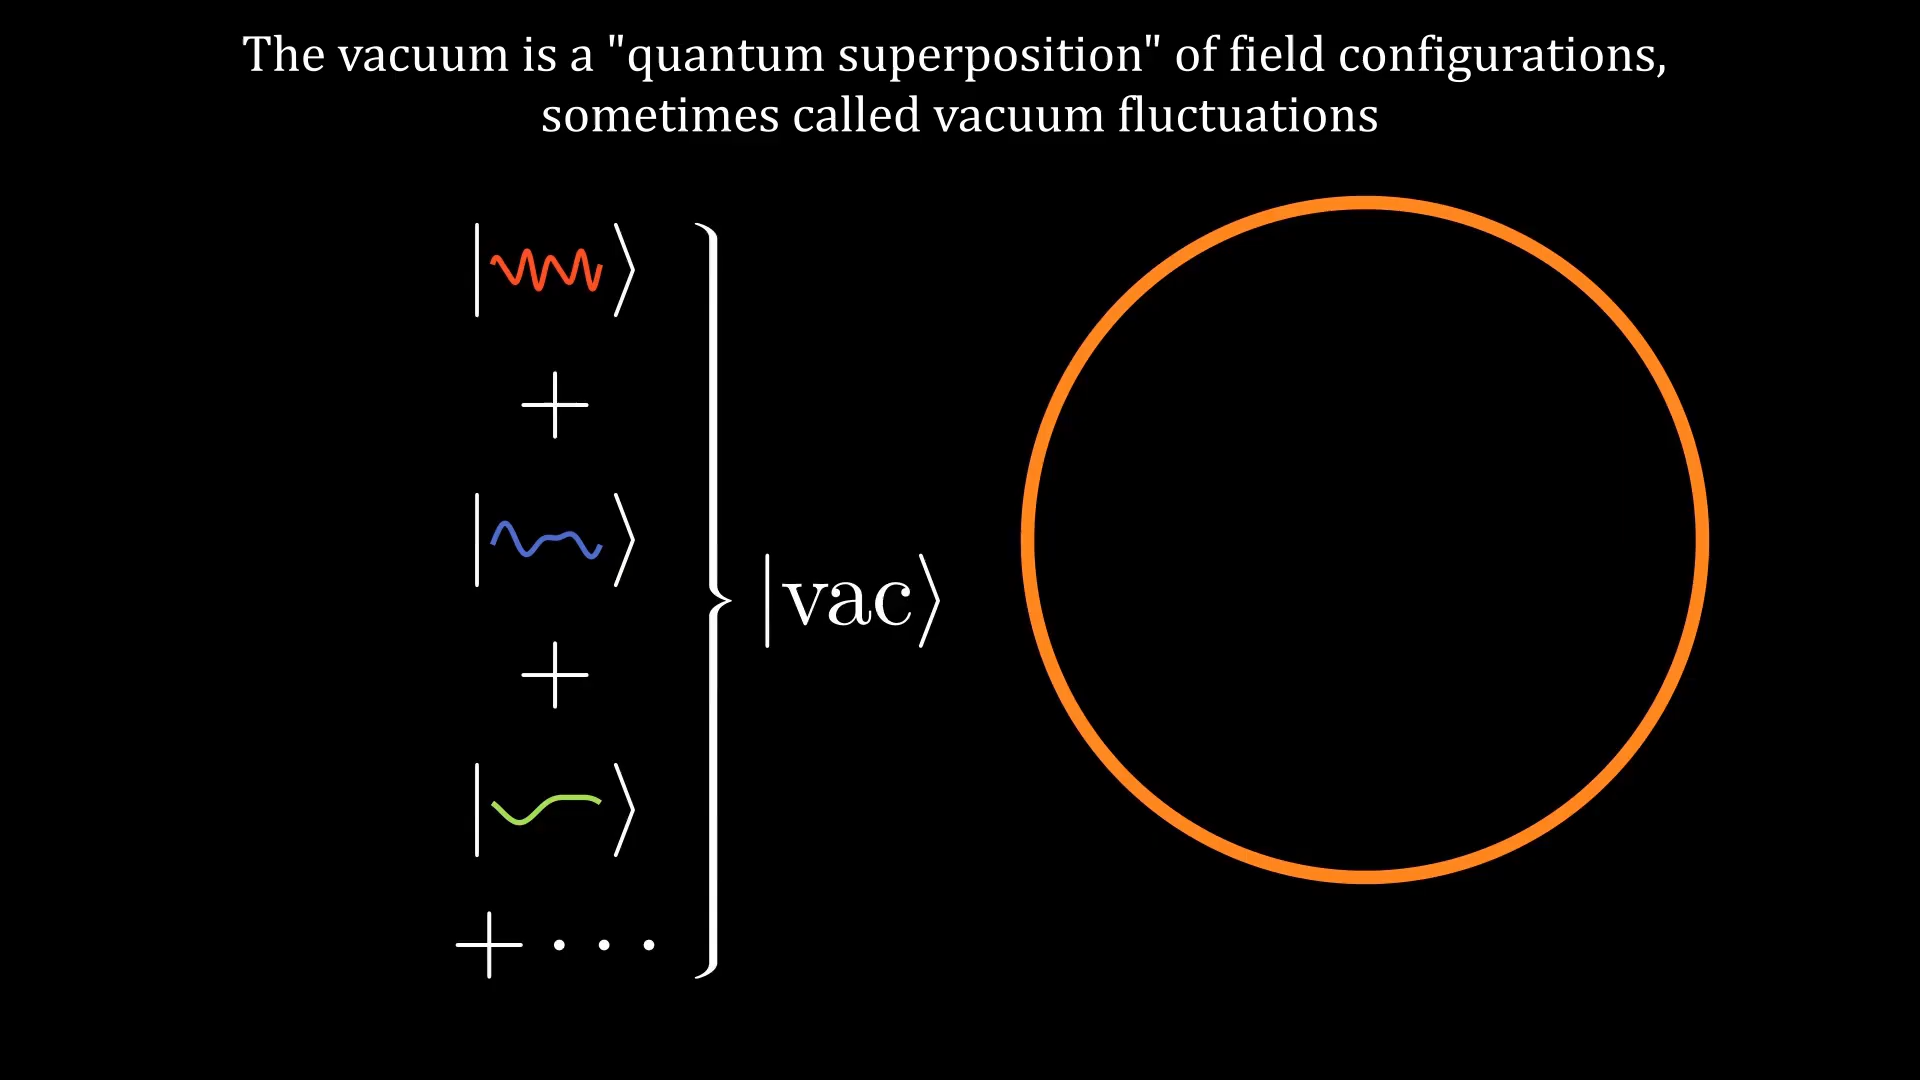 The vacuum is a "quantum superposition" of field configurations,
sometimes called vacuum fluctuations
|vac⟩
+
+
+ · · ·